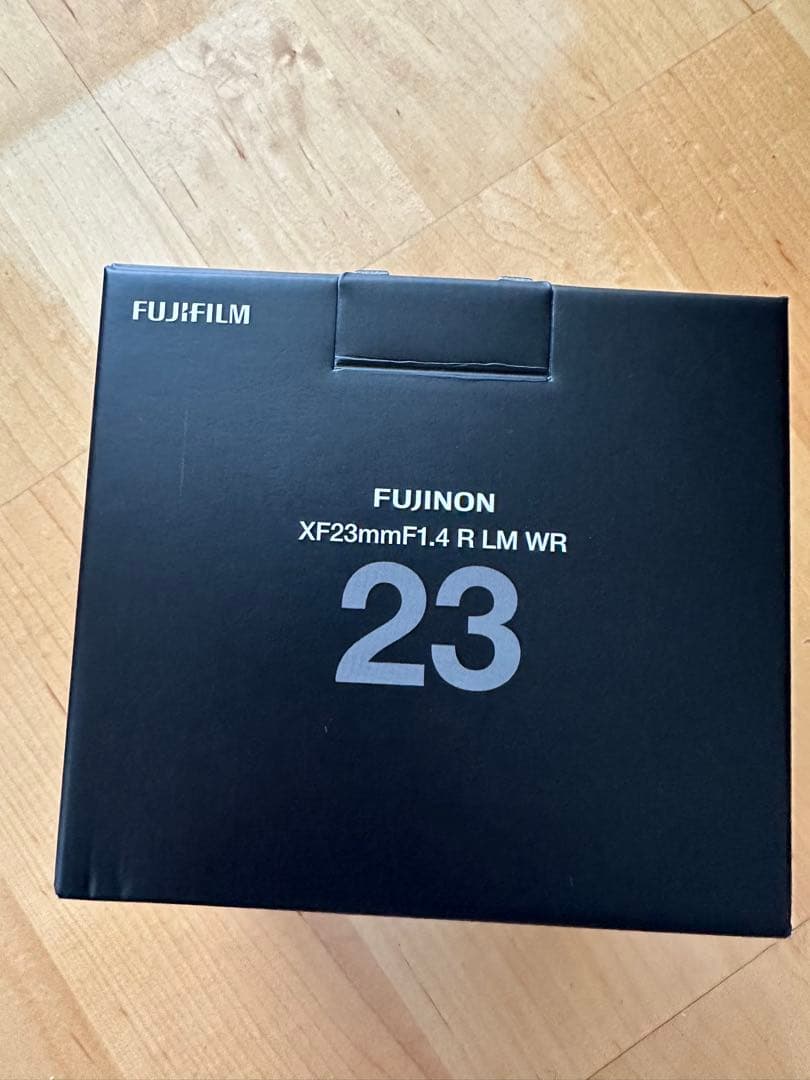 FUJIFILM
FUJINON
XF23mmF1.4 R LM WR
23